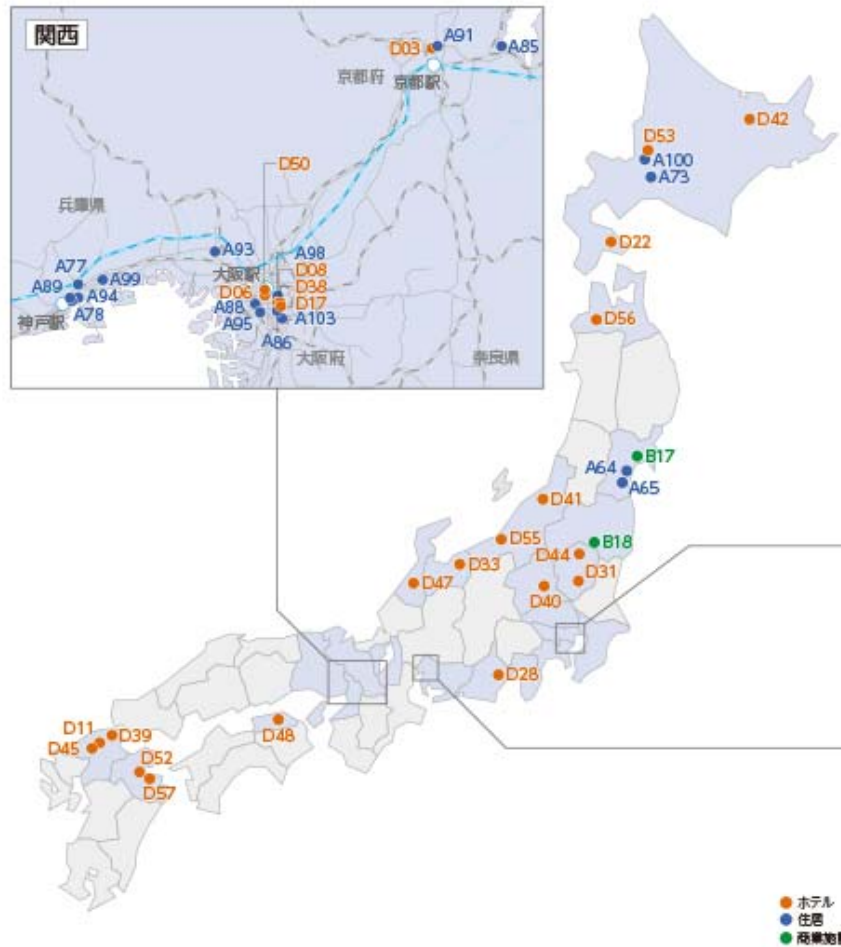 関西
D03
A91
A85
京都府
京都駅
D50
兵庫県
A93
A98
大阪駅
D08
D38
D06
D17
A88
A95
A103
A86
大阪府
奈良県
A77
A99
A89
A94
A78
神戸駅
D42
D53
A100
A73
D22
D56
B17
A64
A65
D41
D55
B18
D44
D33
D31
D47
D40
D28
D11
D39
D45
D48
D52
D57
ホテル
住居
商業施設